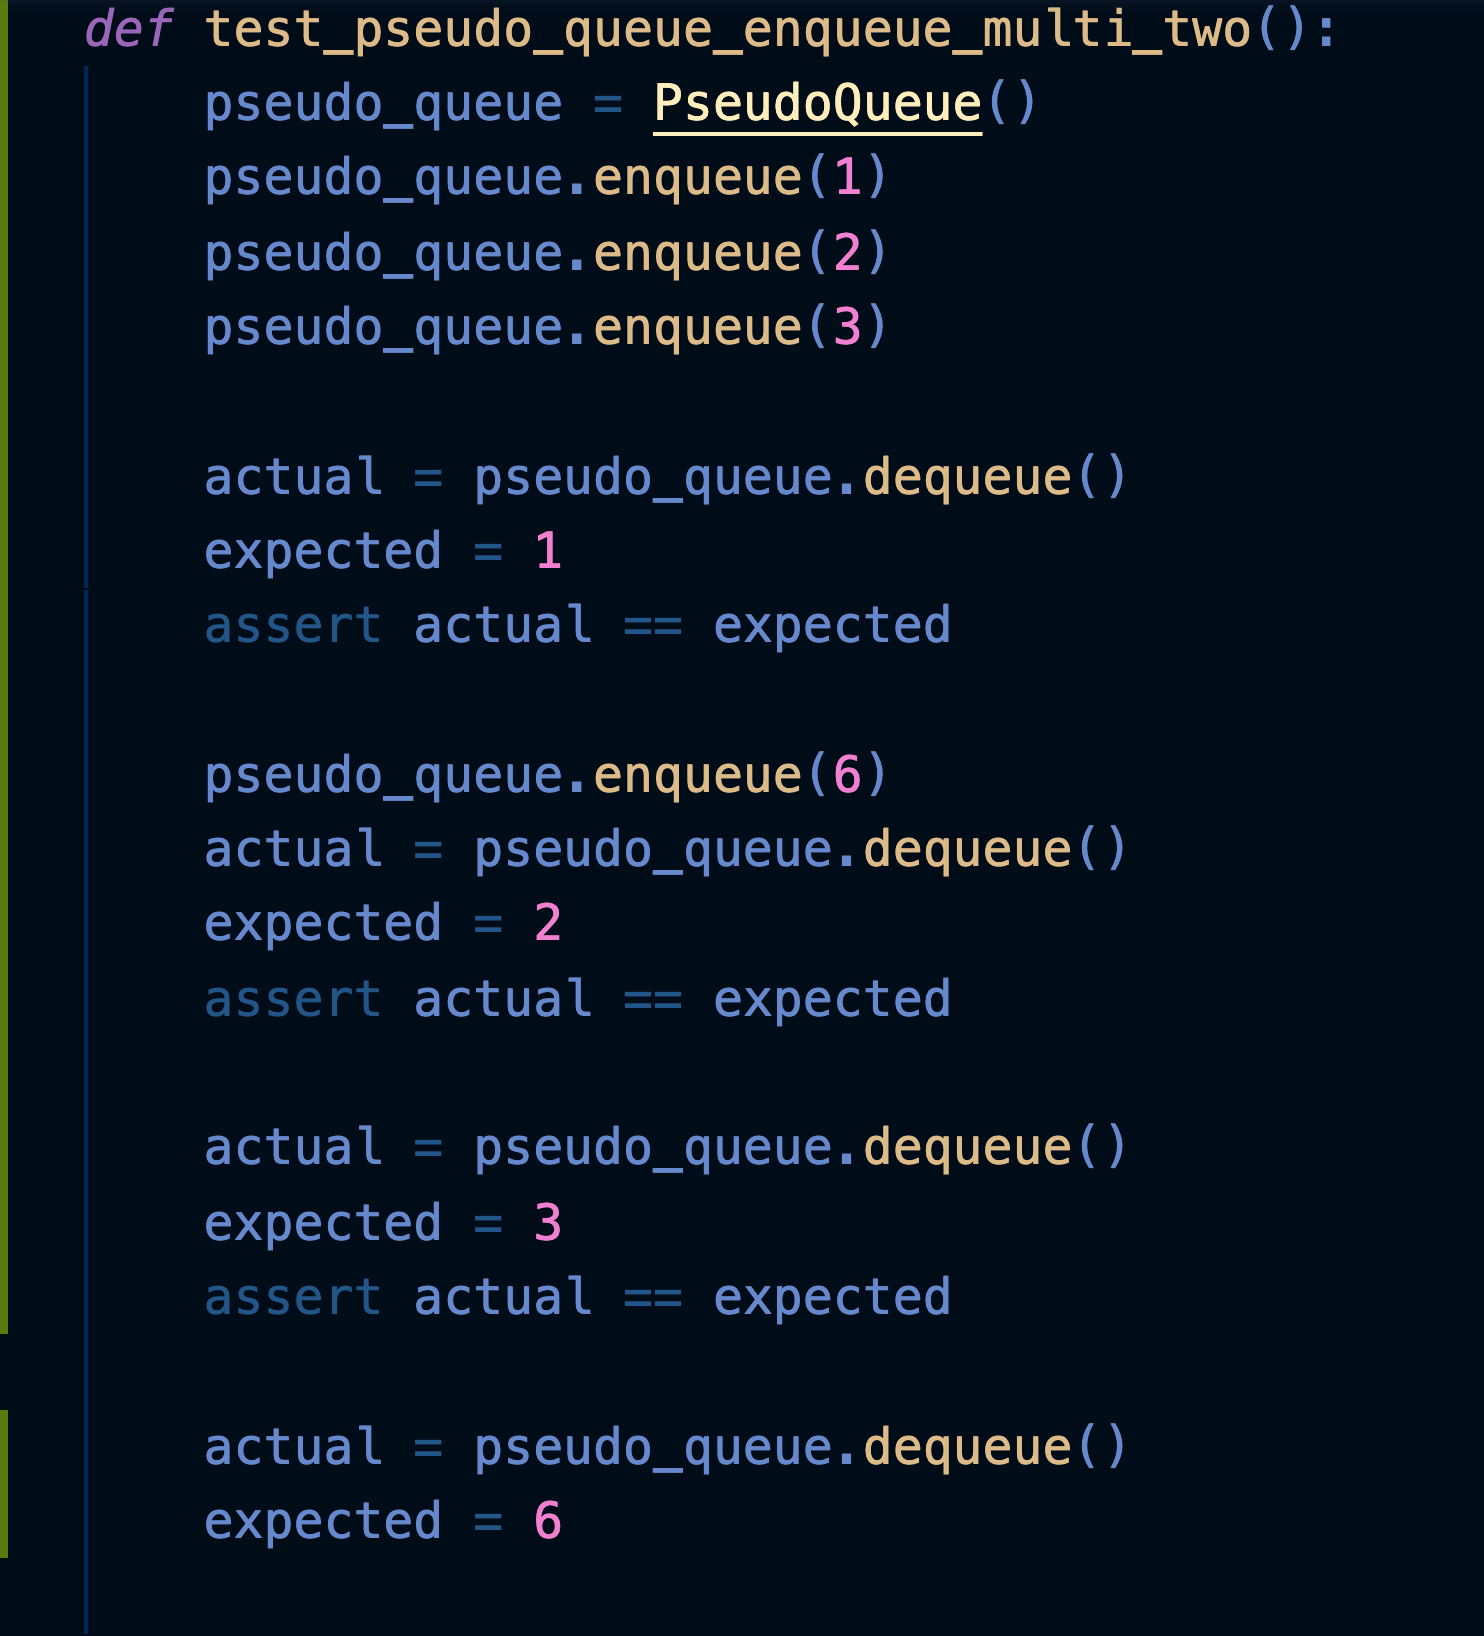 def test_pseudo_queue_enqueue_multi_two():
    pseudo_queue = PseudoQueue()
    pseudo_queue.enqueue(1)
    pseudo_queue.enqueue(2)
    pseudo_queue.enqueue(3)

    actual = pseudo_queue.dequeue()
    expected = 1
    assert actual == expected

    pseudo_queue.enqueue(6)
    actual = pseudo_queue.dequeue()
    expected = 2
    assert actual == expected

    actual = pseudo_queue.dequeue()
    expected = 3
    assert actual == expected

    actual = pseudo_queue.dequeue()
    expected = 6